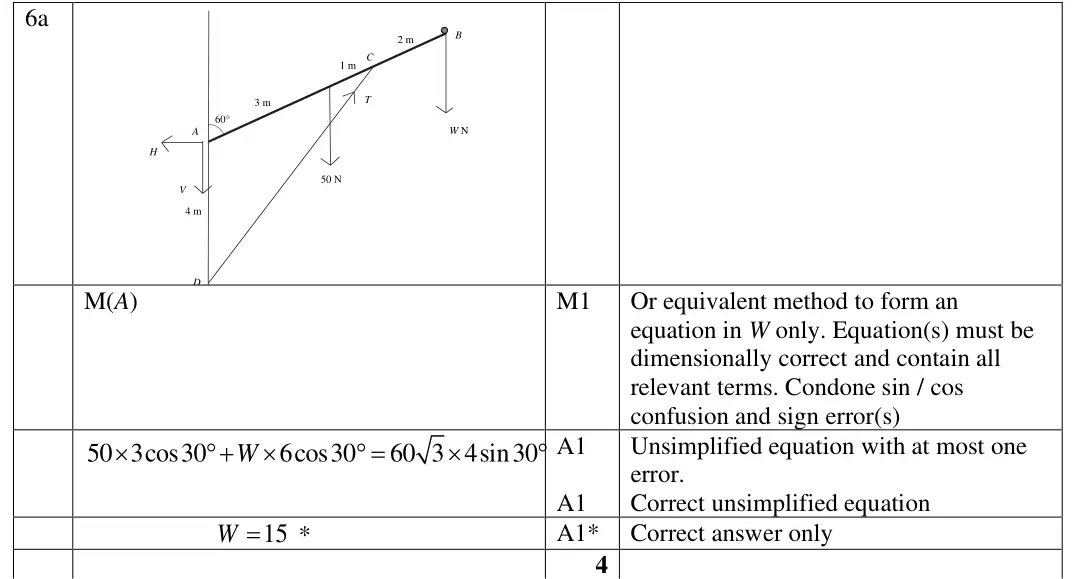 6a
2 m
B
C
1 m
T
3 m
60°
A
W N
H
50 N
V
4 m
D
M(A)
M1
Or equivalent method to form an
equation in W only. Equation(s) must be
dimensionally correct and contain all
relevant terms. Condone sin / cos
confusion and sign error(s)
50×3cos30°+W×6cos30°=60√3×4sin30°
A1
Unsimplified equation with at most one
error.
A1
Correct unsimplified equation
W =15 *
A1*
Correct answer only
4